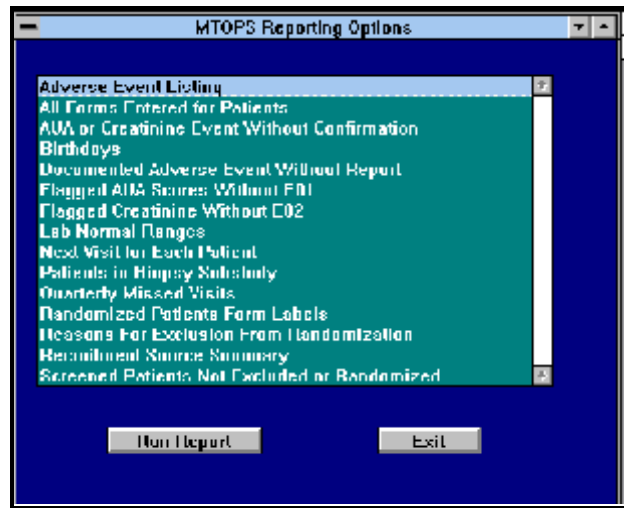 MTOPS Reporting Options
Adverse Event Listing
All Forms Entered for Patients
AUA or Creatinine Event Without Confirmation
Birthdays
Documented Adverse Event Without Report
Flagged AUA Scores Without E01
Flagged Creatinine Without E02
Lab Normal Ranges
Next Visit for Each Patient
Patients in Biopsy Substudy
Quarterly Missed Visits
Randomized Patients Form Labels
Reasons For Exclusion From Randomization
Recruitment Source Summary
Screened Patients Not Excluded or Randomized
Run Report
Exit